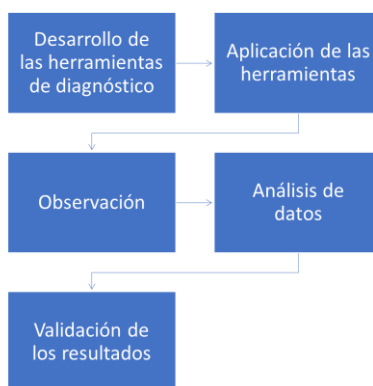 Desarrollo de
las herramientas
de diagnóstico
Aplicación de las
herramientas
Observación
Análisis de
datos
Validación de
los resultados